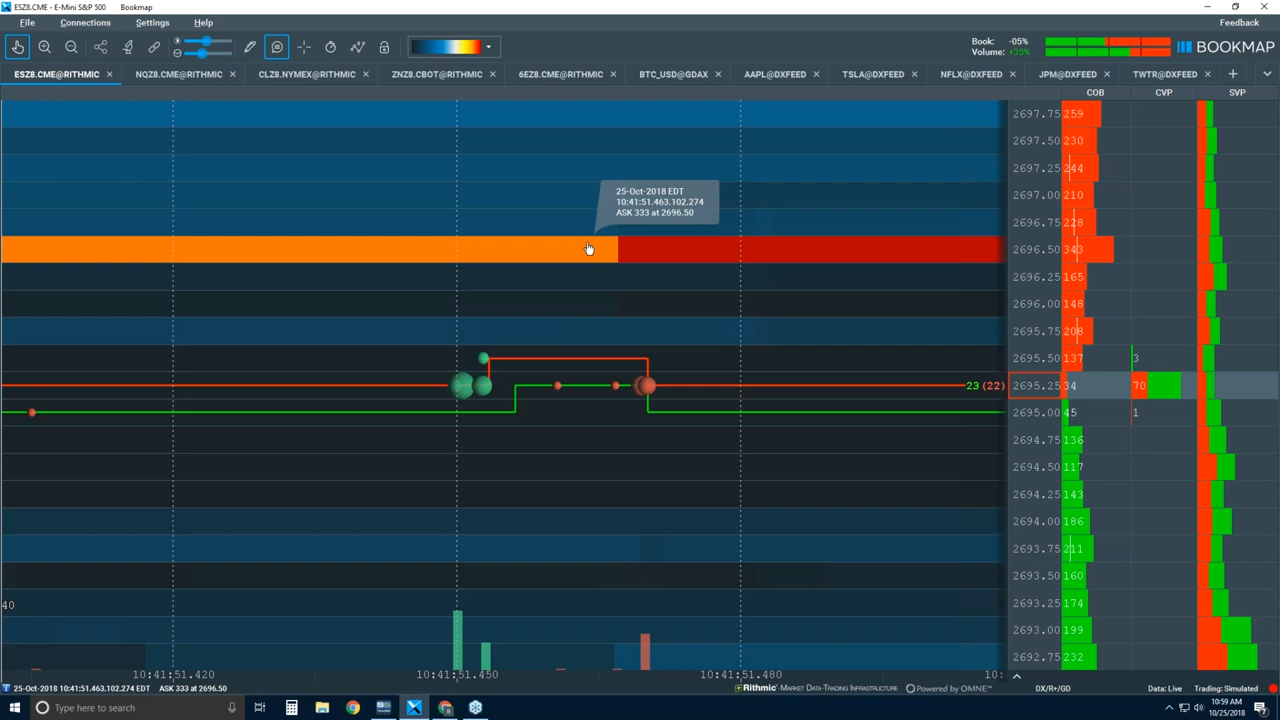 ESZ8.CME - E-Mini S&P 500 Bookmap
File Connections Settings Help Feedback
Book: -05%
Volume: +35%
BOOKMAP
ESZ8.CME@RITHMIC NQZ8.CME@RITHMIC CLZ8.NYMEX@RITHMIC ZNZ8.CBOT@RITHMIC 6EZ8.CME@RITHMIC BTC_USD@GDAX AAPL@DXFEED TSLA@DXFEED NFLX@DXFEED JPM@DXFEED TWTR@DXFEED
COB CVP SVP
2697.75 259
2697.50 230
2697.25 244
2697.00 210
2696.75 228
2696.50 343
2696.25 165
2696.00 148
2695.75 208
2695.50 137 3
23 (22) 2695.25 34 70
2695.00 45 1
2694.75 136
2694.50 117
2694.25 143
2694.00 186
2693.75 211
2693.50 160
2693.25 174
2693.00 199
2692.75 232
25-Oct-2018 EDT
10:41:51.463.102.274
ASK 333 at 2696.50
40
10:41:51.420 10:41:51.450 10:41:51.480 10:
25-Oct-2018 10:41:51.463.102.274 EDT ASK 333 at 2696.50
Rithmic - Market Data-Trading Infrastructure Powered by OMNE™ DX/R+/GD Data: Live Trading: Simulated
Type here to search
10:59 AM
10/25/2018
7